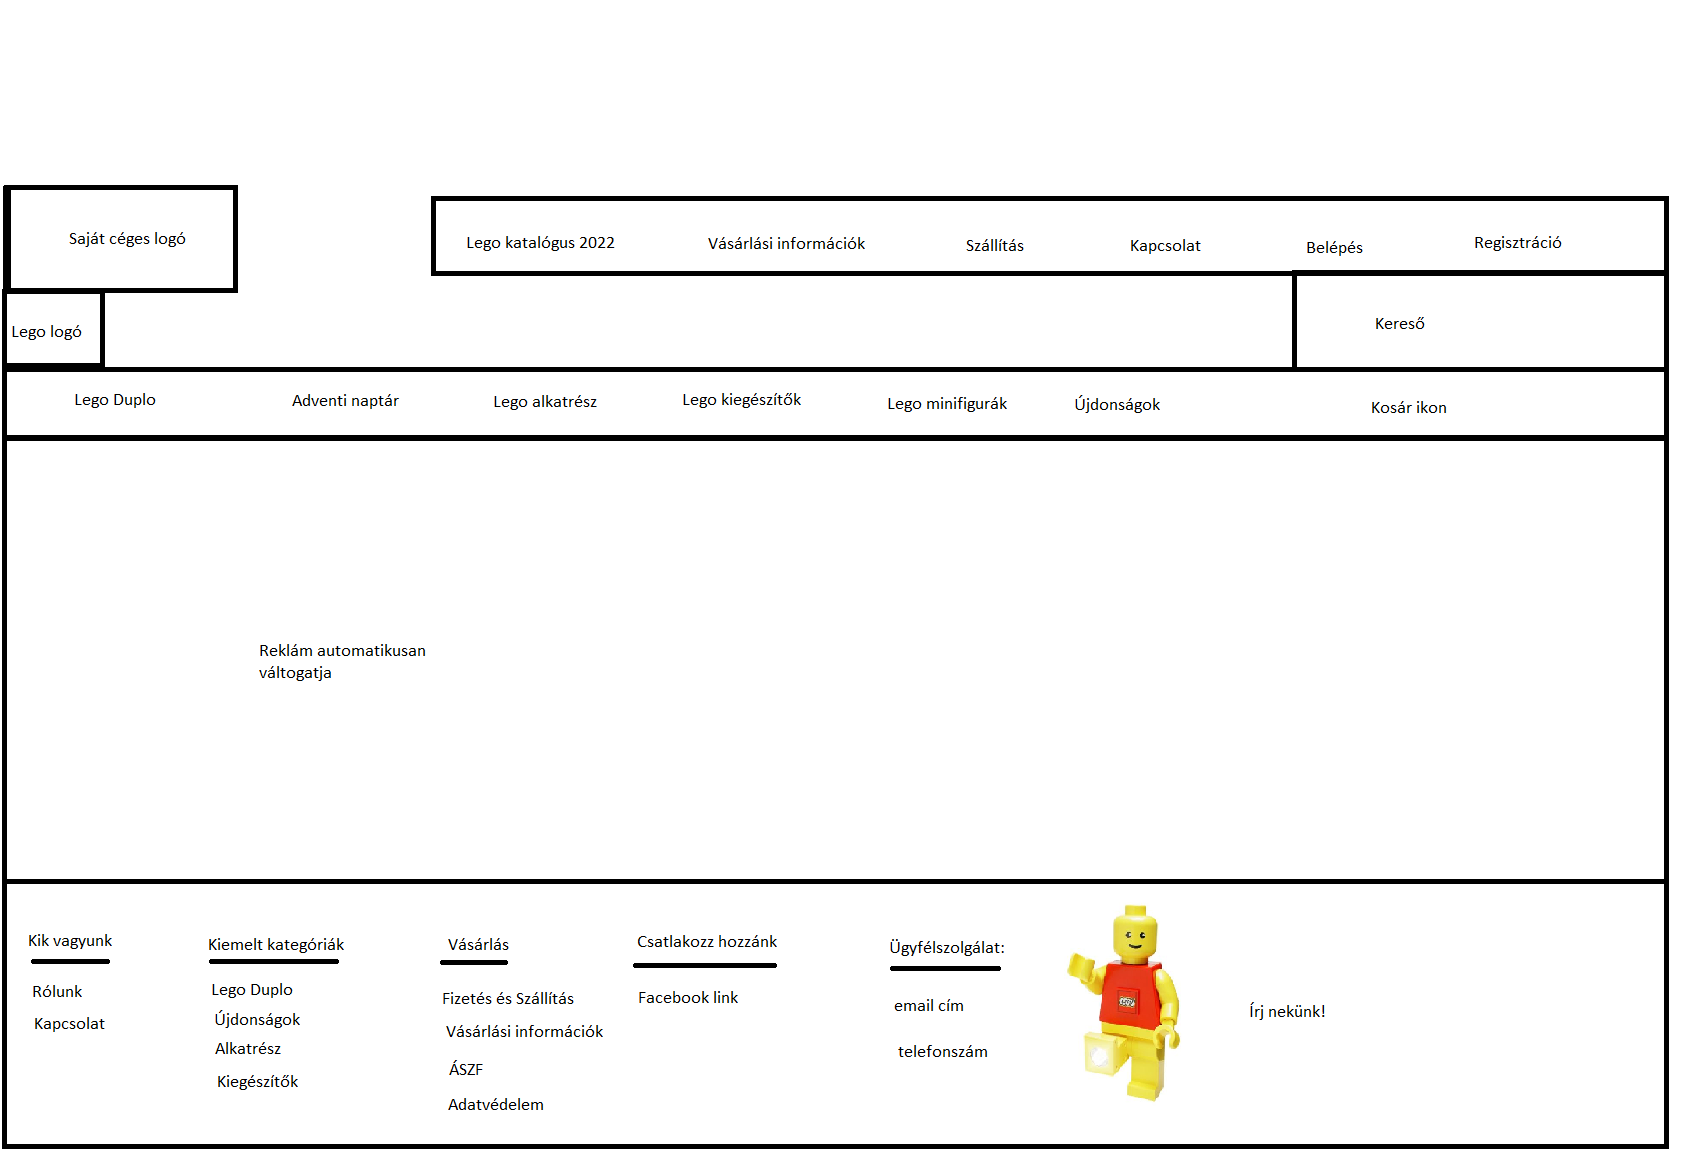 Saját céges logó
Lego katalógus 2022
Vásárlási információk
Szállítás
Kapcsolat
Belépés
Regisztráció
Lego logó
Kereső
Lego Duplo
Adventi naptár
Lego alkatrész
Lego kiegészítők
Lego minifigurák
Újdonságok
Kosár ikon
Reklám automatikusan
váltogatja
Kik vagyunk
Rólunk
Kapcsolat
Kiemelt kategóriák
Lego Duplo
Újdonságok
Alkatrész
Kiegészítők
Vásárlás
Fizetés és Szállítás
Vásárlási információk
ÁSZF
Adatvédelem
Csatlakozz hozzánk
Facebook link
Ügyfélszolgálat:
email cím
telefonszám
LEGO
Írj nekünk!